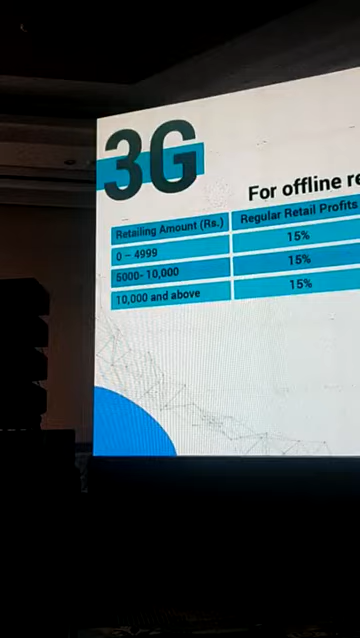 3G
For offline re
Retailing Amount (Rs.) Regular Retail Profits
0 – 4999 15%
5000- 10,000 15%
10,000 and above 15%